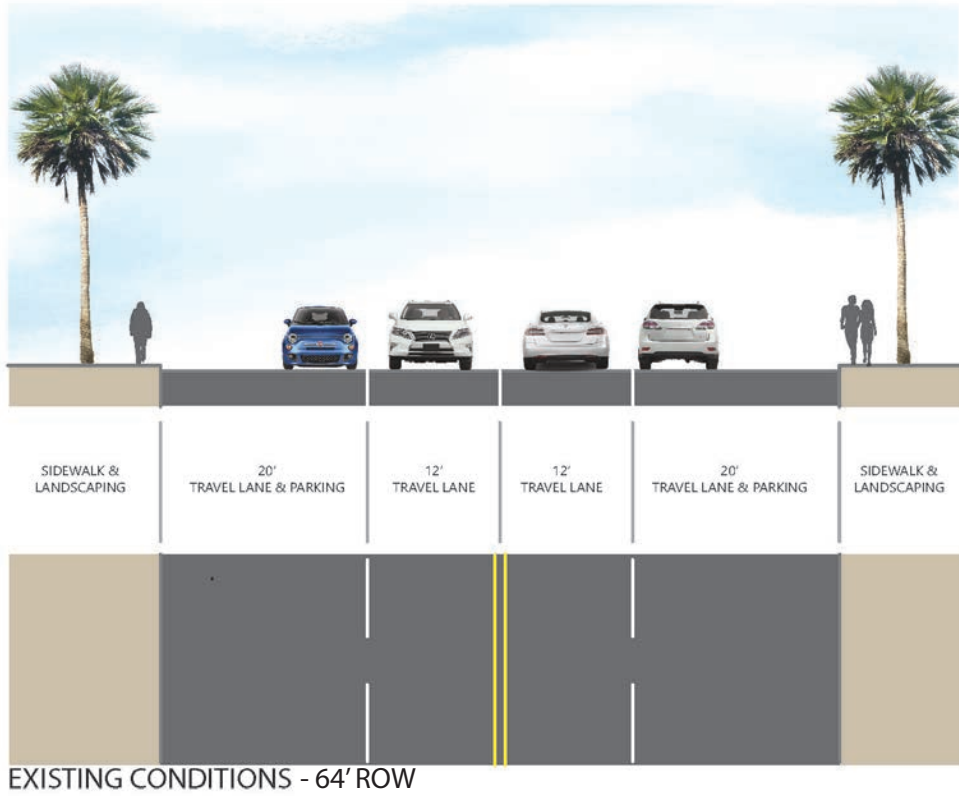 SIDEWALK &
LANDSCAPING
20'
TRAVEL LANE & PARKING
12'
TRAVEL LANE
12'
TRAVEL LANE
20'
TRAVEL LANE & PARKING
SIDEWALK &
LANDSCAPING
EXISTING CONDITIONS - 64' ROW